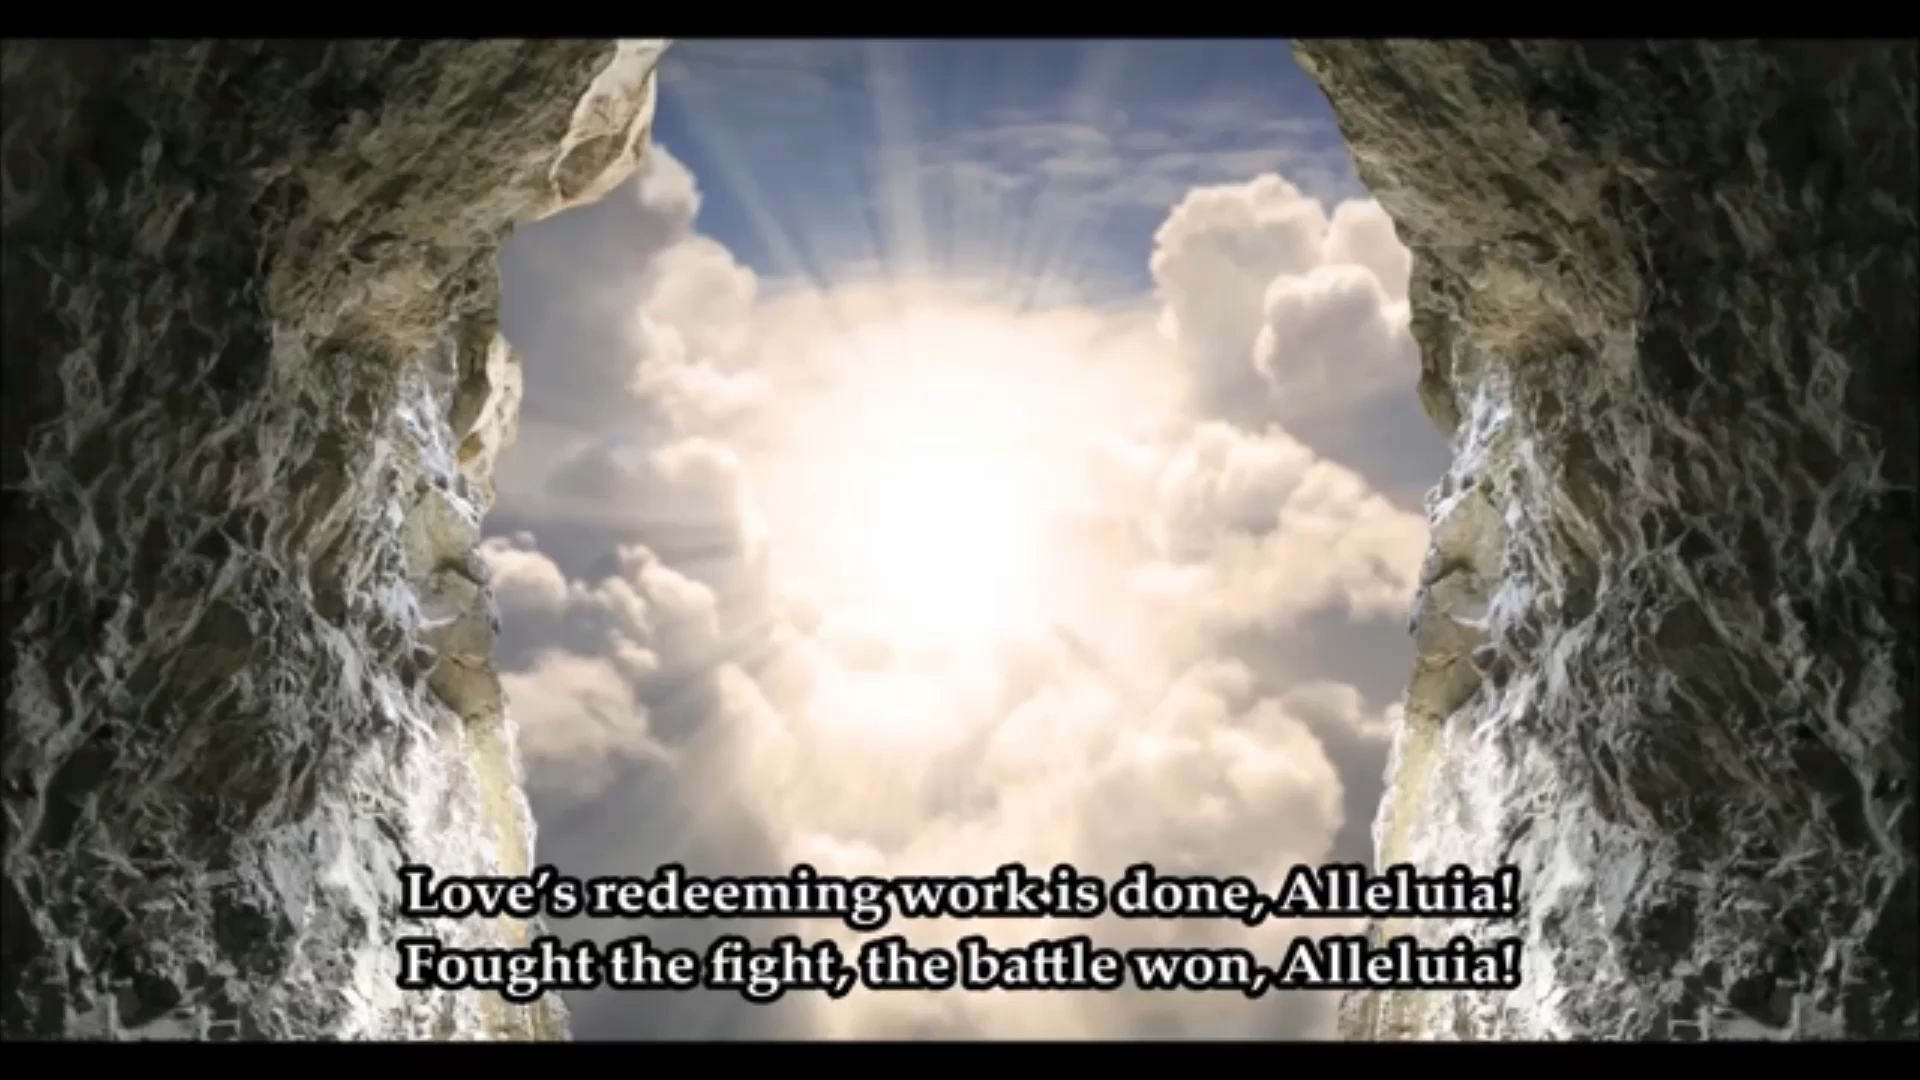 Love’s redeeming work is done, Alleluia!
Fought the fight, the battle won, Alleluia!